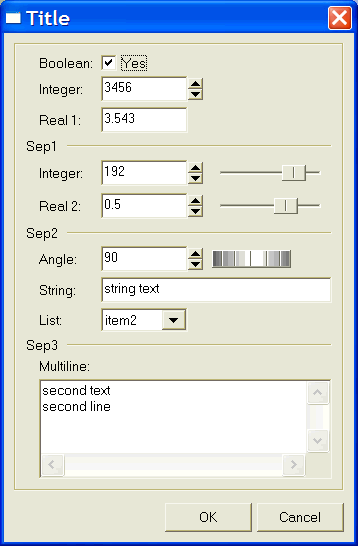 Title
Boolean: Yes
Integer: 3456
Real 1: 3.543
Sep1
Integer: 192
Real 2: 0.5
Sep2
Angle: 90
String: string text
List: item2
Sep3
Multiline:
second text
second line
OK Cancel